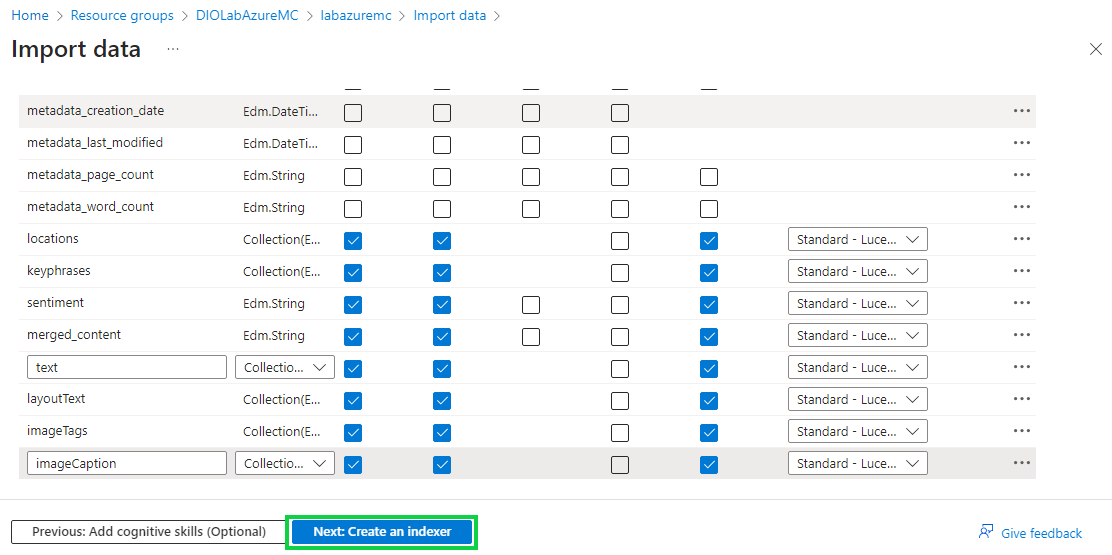 Home > Resource groups > DIOLabAzureMC > labazuremc > Import data >
Import data ...
metadata_creation_date Edm.DateTi...
metadata_last_modified Edm.DateTi...
metadata_page_count Edm.String
metadata_word_count Edm.String
locations Collection(E... Standard - Luce...
keyphrases Collection(E... Standard - Luce...
sentiment Edm.String Standard - Luce...
merged_content Edm.String Standard - Luce...
text Collectio... Standard - Luce...
layoutText Collection(E... Standard - Luce...
imageTags Collection(E... Standard - Luce...
imageCaption Collectio... Standard - Luce...
Previous: Add cognitive skills (Optional) Next: Create an indexer Give feedback